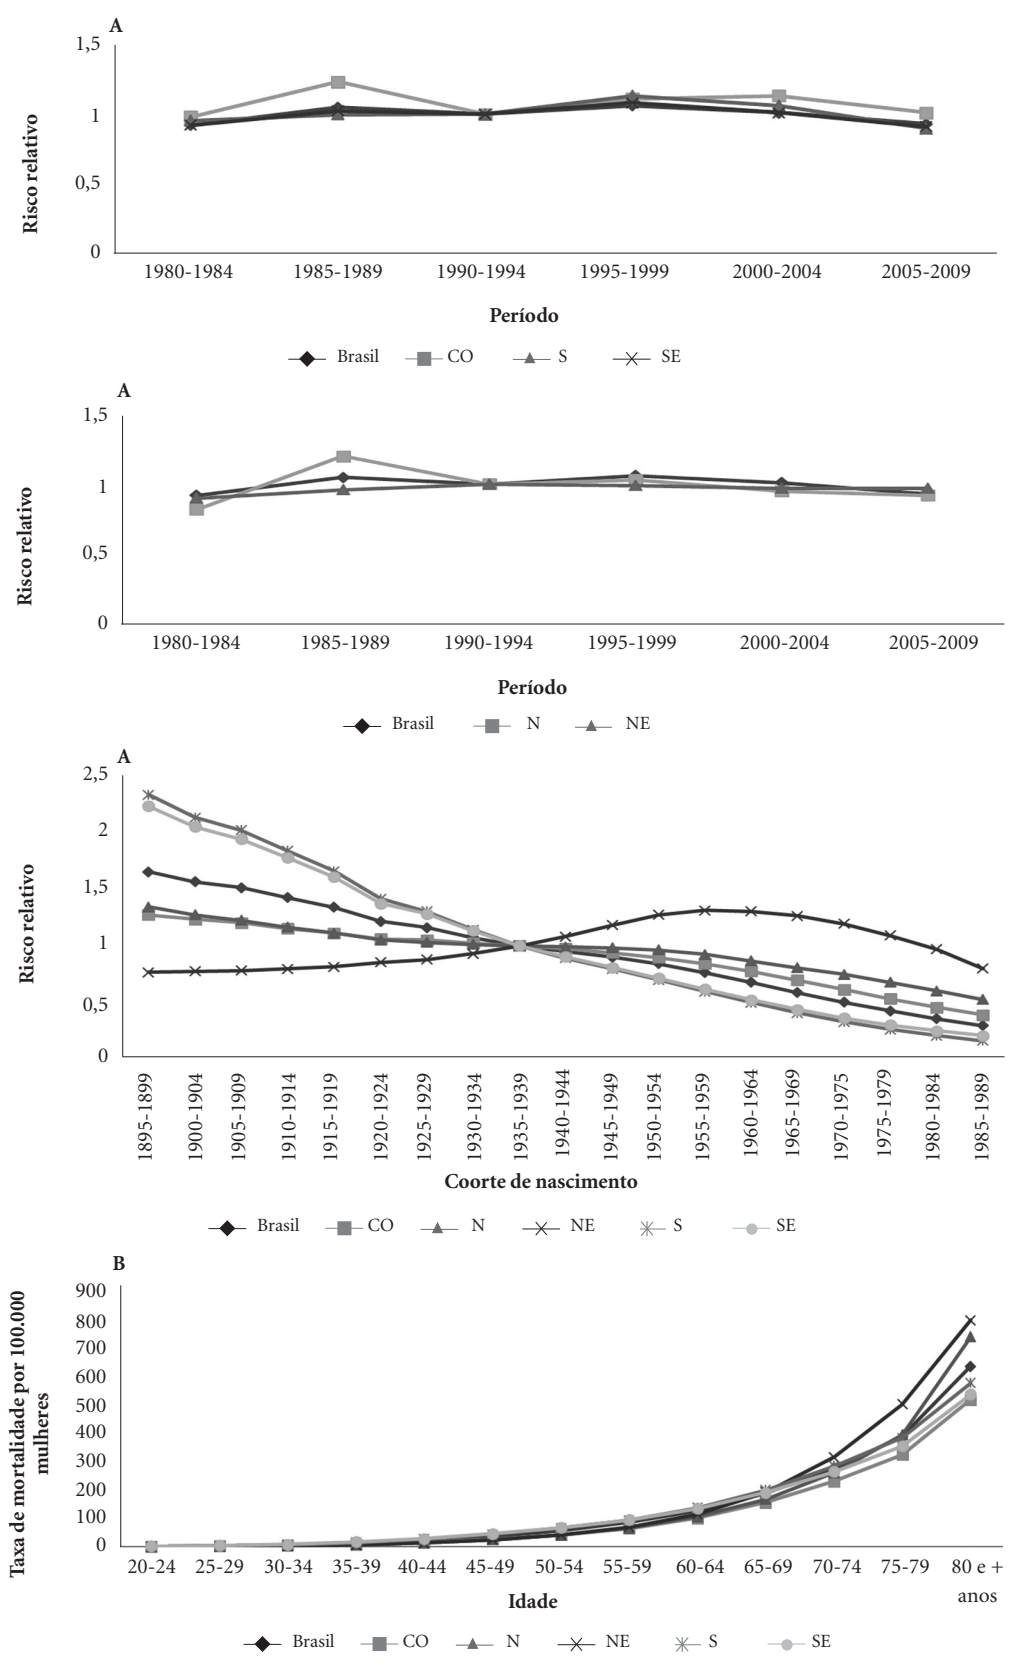 A
Risco relativo
1,5
1
0,5
0
1980-1984 1985-1989 1990-1994 1995-1999 2000-2004 2005-2009
Período
Brasil CO S SE
A
Risco relativo
1,5
1
0,5
0
1980-1984 1985-1989 1990-1994 1995-1999 2000-2004 2005-2009
Período
Brasil N NE
A
Risco relativo
2,5
2
1,5
1
0,5
0
1895-1899
1900-1904
1905-1909
1910-1914
1915-1919
1920-1924
1925-1929
1930-1934
1935-1939
1940-1944
1945-1949
1950-1954
1955-1959
1960-1964
1965-1969
1970-1975
1975-1979
1980-1984
1985-1989
Coorte de nascimento
Brasil CO N NE S SE
B
Taxa de mortalidade por 100.000
mulheres
900
800
700
600
500
400
300
200
100
0
20-24 25-29 30-34 35-39 40-44 45-49 50-54 55-59 60-64 65-69 70-74 75-79 80 e +
anos
Idade
Brasil CO N NE S SE